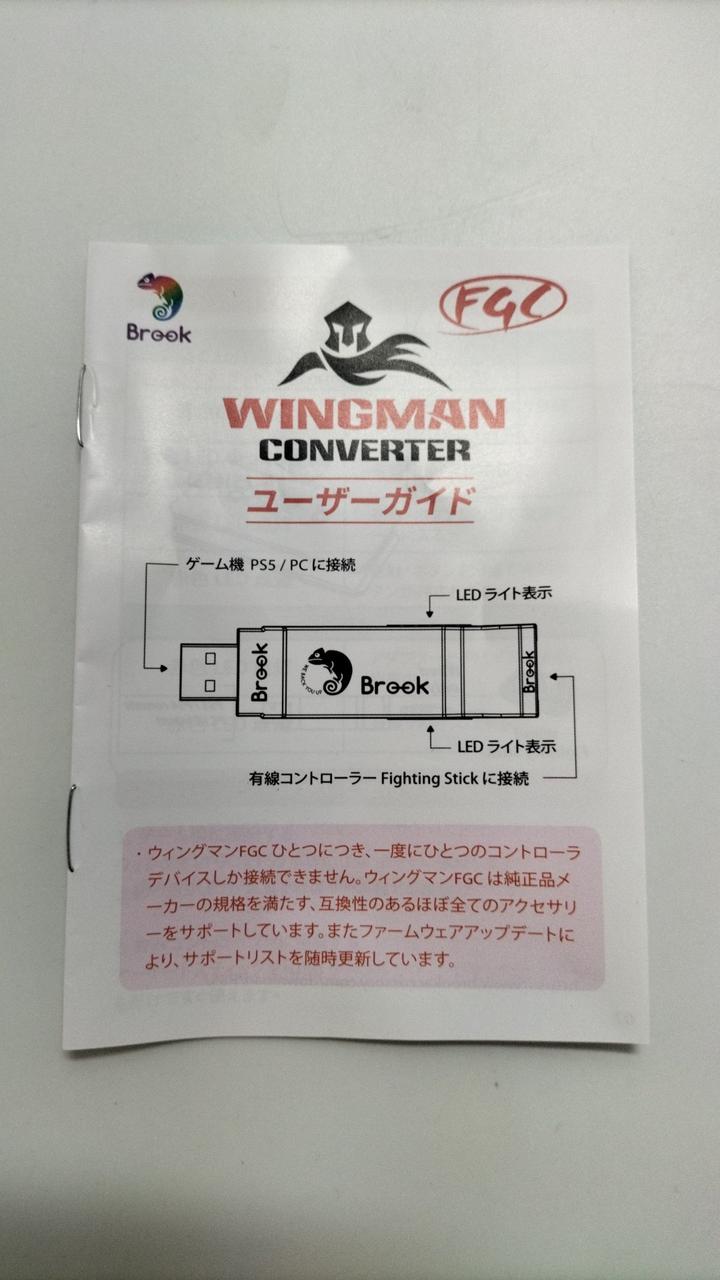 Brook
FGC
WINGMAN
CONVERTER
ユーザーガイド
ゲーム機 PS5 / PC に接続
LED ライト表示
Brook
WE BACK YOU UP
Brook
Brook
LED ライト表示
有線コントローラー Fighting Stick に接続
・ウィングマンFGC ひとつにつき、一度にひとつのコントローラ
デバイスしか接続できません。ウィングマンFGC は純正品メ
ーカーの規格を満たす、互換性のあるほぼ全てのアクセサリ
ーをサポートしています。またファームウェアアップデートに
より、サポートリストを随時更新しています。